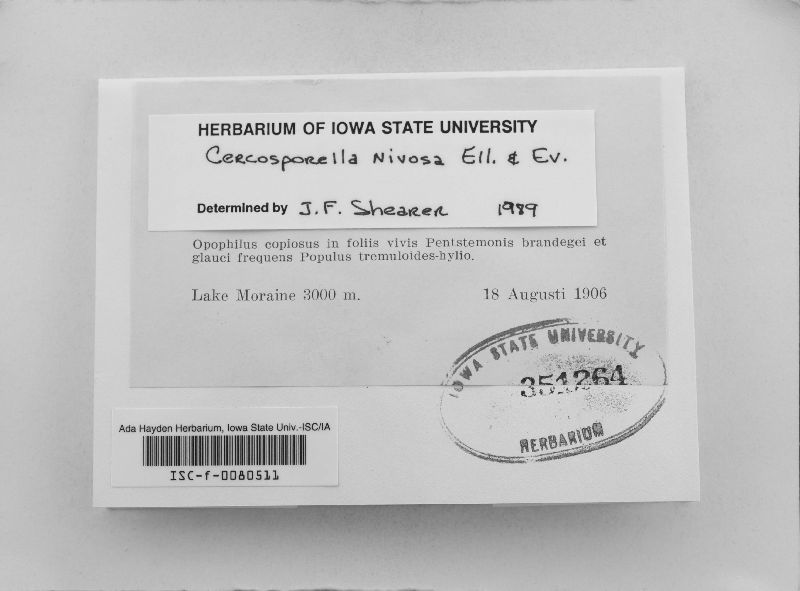 HERBARIUM OF IOWA STATE UNIVERSITY
Cercosporella nivosa Ell. & Ev.
Determined by J.F. Shearer 1989
Opophilus copiosus in foliis vivis Pentstemonis brandegei et
glauci frequens Populus tremuloides-hylio.
Lake Moraine 3000 m. 18 Augusti 1906
IOWA STATE UNIVERSITY
351264
HERBARIUM
Ada Hayden Herbarium, Iowa State Univ.-ISC/IA
ISC-f-0080511